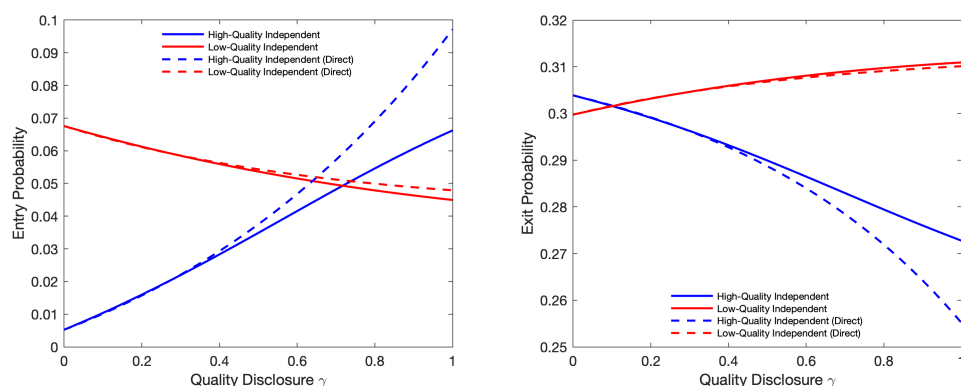 0.1
0.09
0.08
0.07
0.06
0.05
0.04
0.03
0.02
0.01
0
Entry Probability
High-Quality Independent
Low-Quality Independent
High-Quality Independent (Direct)
Low-Quality Independent (Direct)
0 0.2 0.4 0.6 0.8 1
Quality Disclosure γ
0.32
0.31
0.3
0.29
0.28
0.27
0.26
0.25
Exit Probability
High-Quality Independent
Low-Quality Independent
High-Quality Independent (Direct)
Low-Quality Independent (Direct)
0 0.2 0.4 0.6 0.8 1
Quality Disclosure γ